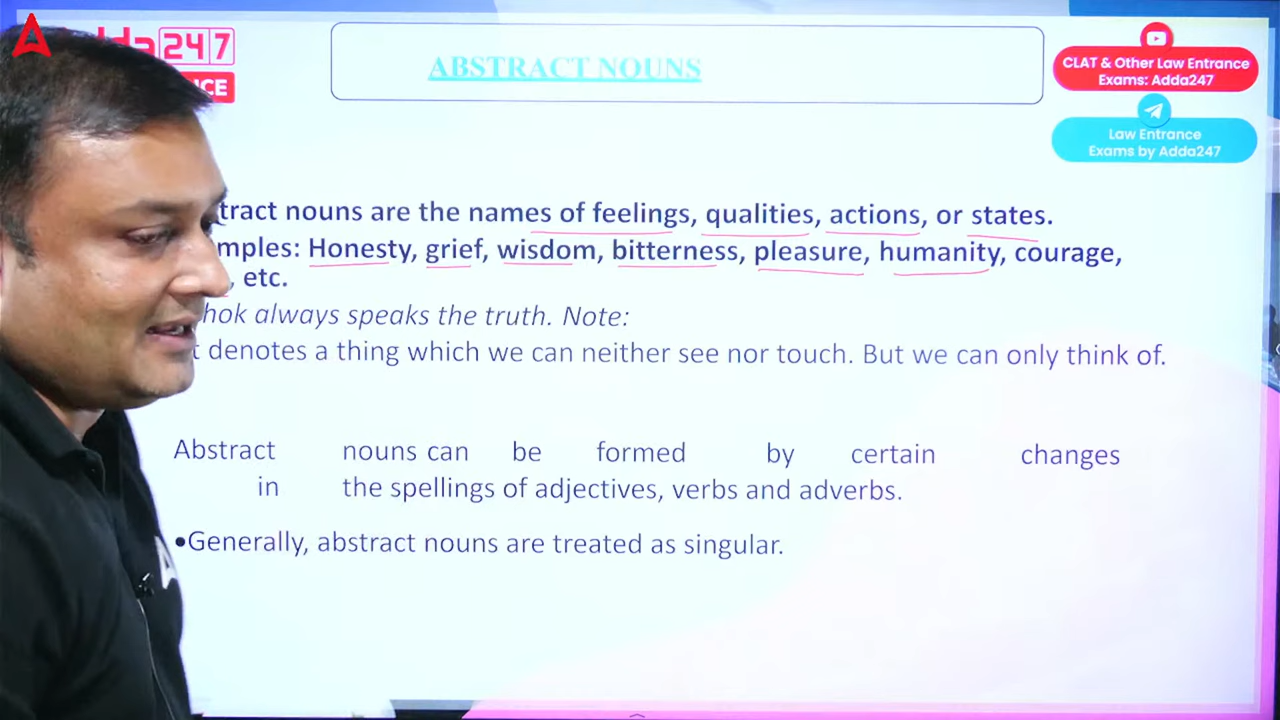 247
ABSTRACT NOUNS
CLAT & Other Law Entrance
Exams: Adda247
Law Entrance
Exams by Adda247
tract nouns are the names of feelings, qualities, actions, or states.
mples: Honesty, grief, wisdom, bitterness, pleasure, humanity, courage,
, etc.
hok always speaks the truth. Note:
t denotes a thing which we can neither see nor touch. But we can only think of.
Abstract nouns can be formed by certain changes
in the spellings of adjectives, verbs and adverbs.
•Generally, abstract nouns are treated as singular.